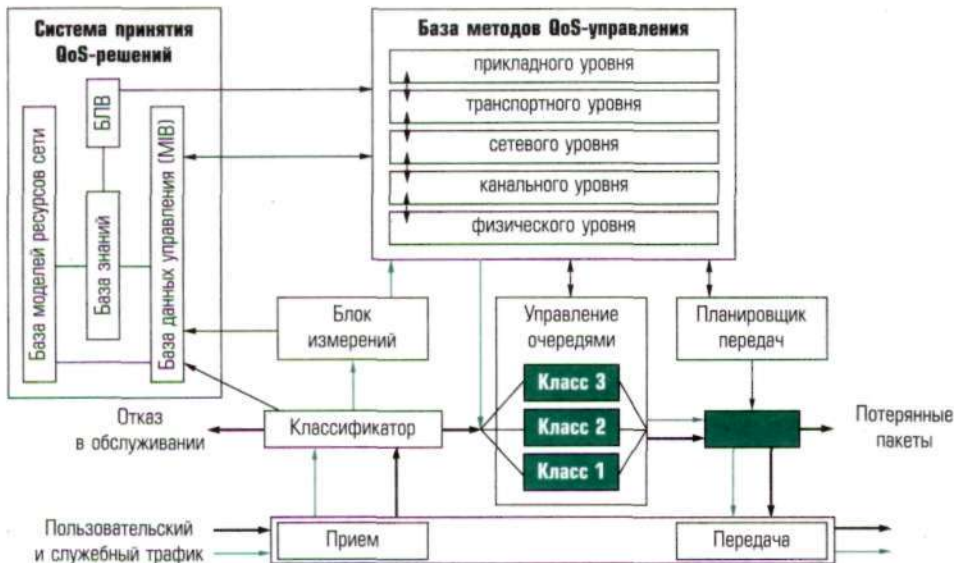 Система принятия
QoS-решений
База моделей ресурсов сети
БЛВ
База знаний
База данных управления (MIB)
База методов QoS-управления
прикладного уровня
транспортного уровня
сетевого уровня
канального уровня
физического уровня
Блок
измерений
Управление
очередями
Планировщик
передач
Класс 3
Класс 2
Класс 1
Отказ
в обслуживании
Классификатор
Потерянные
пакеты
Пользовательский
и служебный трафик
Прием
Передача